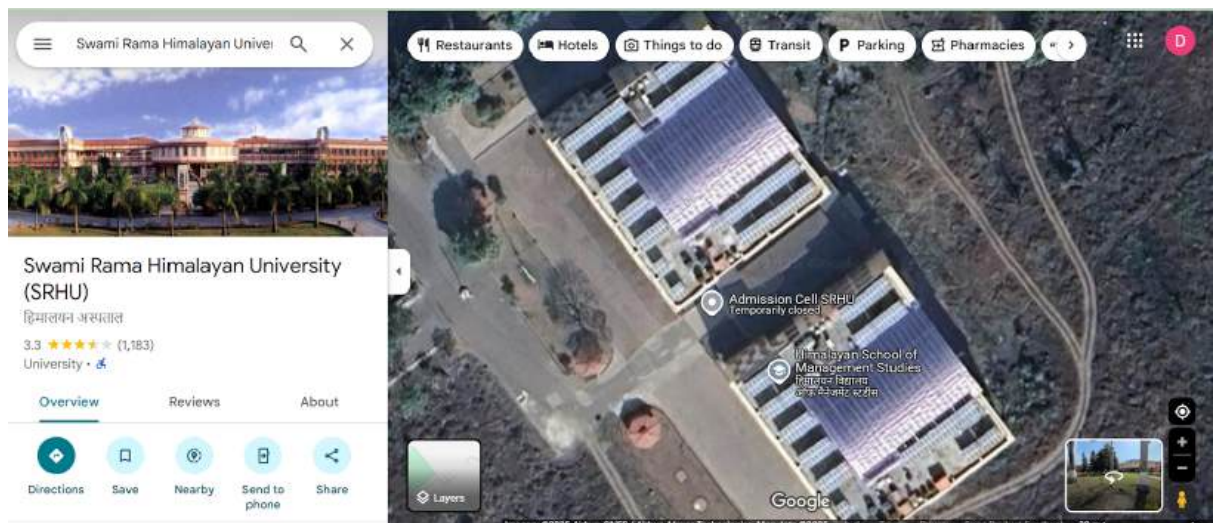 Swami Rama Himalayan Univer
Restaurants
Hotels
Things to do
Transit
Parking
Pharmacies
D
Swami Rama Himalayan University
(SRHU)
हिमालयन अस्पताल
3.3 (1,183)
University
Overview
Reviews
About
Directions
Save
Nearby
Send to
phone
Share
Admission Cell SRHU
Temporarily closed
Himalayan School of
Management Studies
हिमालयन विद्यालय
ऑफ मैनेजमेंट स्टडीस
Layers
Google